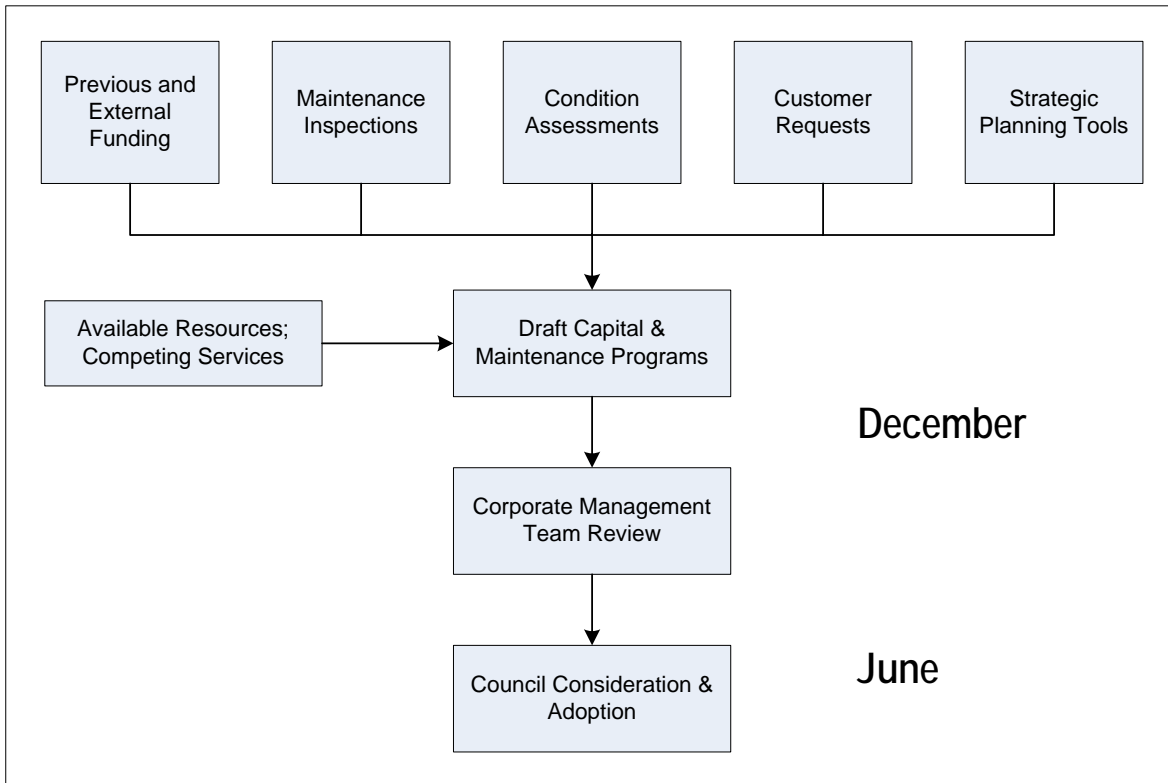 Previous and
External
Funding
Maintenance
Inspections
Condition
Assessments
Customer
Requests
Strategic
Planning Tools
Available Resources;
Competing Services
Draft Capital &
Maintenance Programs
December
Corporate Management
Team Review
Council Consideration &
Adoption
June